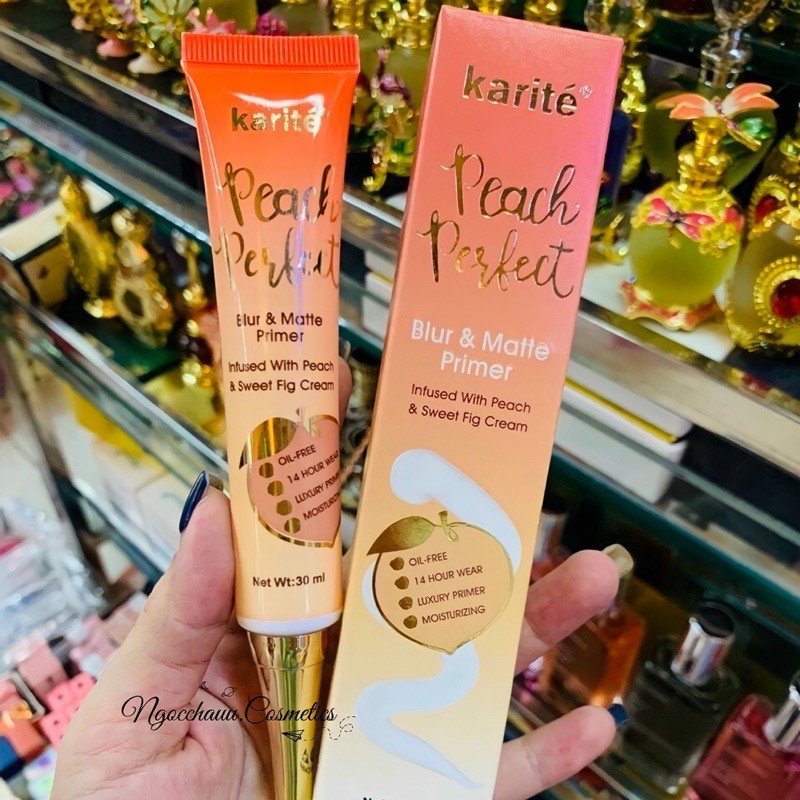 karité
Peach
Perfect
Blur & Matte
Primer
Infused With Peach
& Sweet Fig Cream
OIL-FREE
14 HOUR WEAR
LUXURY PRIMER
MOISTURIZING
Net Wt:30 ml
karité
Peach
Perfect
Blur & Matte
Primer
Infused With Peach
& Sweet Fig Cream
OIL-FREE
14 HOUR WEAR
LUXURY PRIMER
MOISTURIZING
Ngocchauu.Cosmetics